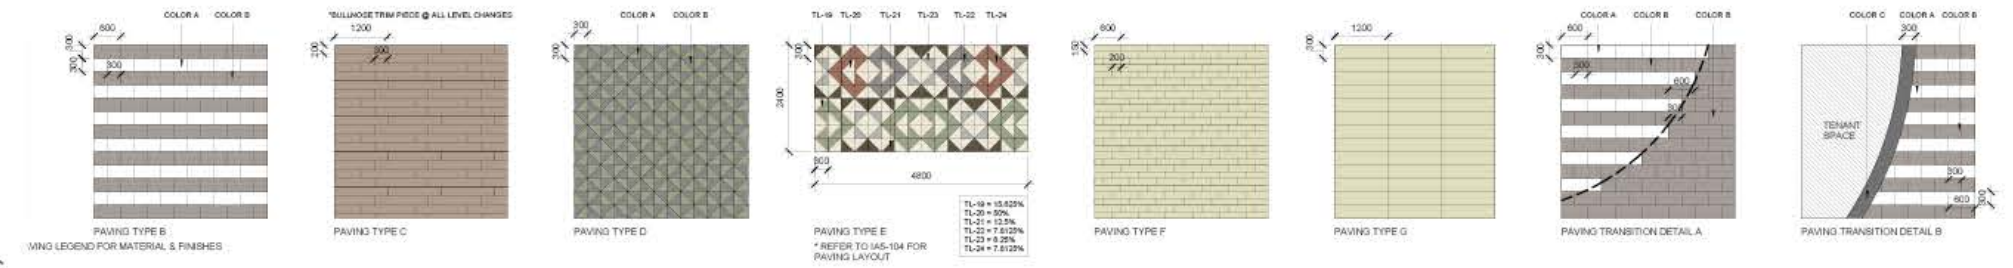 COLOR A COLOR B
600
300
300
300
PAVING TYPE B
VING LEGEND FOR MATERIAL & FINISHES
*BULLNOSE TRIM PIECE @ ALL LEVEL CHANGES
1200
200
300
PAVING TYPE C
COLOR A COLOR B
300
300
PAVING TYPE D
TL-19 TL-20 TL-21 TL-23 TL-22 TL-24
300
2400
300
4800
TL-19 = 15.625%
TL-20 = 50%
TL-21 = 12.5%
TL-22 = 7.8125%
TL-23 = 6.25%
TL-24 = 7.8125%
PAVING TYPE E
* REFER TO IA5-104 FOR
PAVING LAYOUT
600
150
200
PAVING TYPE F
1200
300
PAVING TYPE G
COLOR A COLOR B COLOR B
600
300
300
600
300
PAVING TRANSITION DETAIL A
COLOR C COLOR A COLOR B
300
TENANT
SPACE
300
600
300
PAVING TRANSITION DETAIL B